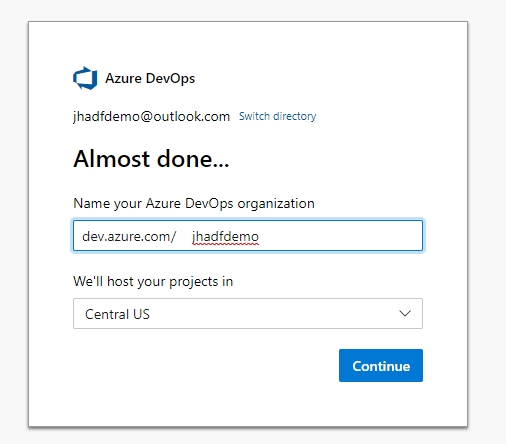 Azure DevOps
jhadfdemo@outlook.com Switch directory
Almost done...
Name your Azure DevOps organization
dev.azure.com/ jhadfdemo
We'll host your projects in
Central US
Continue